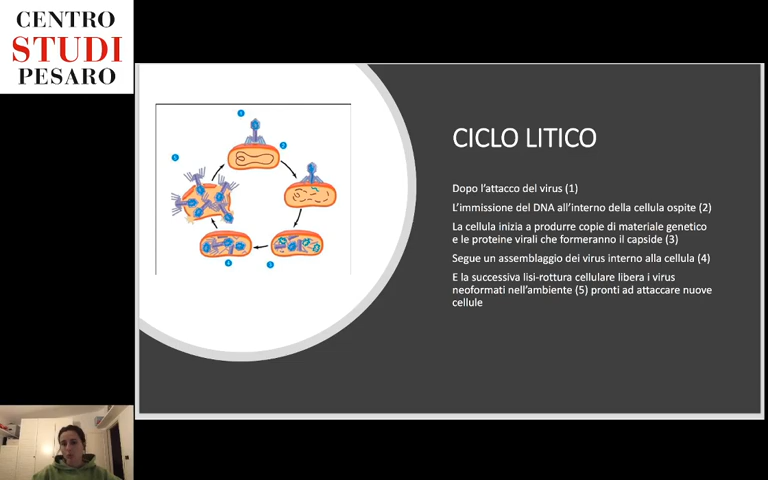 CENTRO
STUDI
PESARO
CICLO LITICO
Dopo l'attacco del virus (1)
L'immissione del DNA all'interno della cellula ospite (2)
La cellula inizia a produrre copie di materiale genetico
e le proteine virali che formeranno il capside (3)
Segue un assemblaggio dei virus interno alla cellula (4)
E la successiva lisi-rottura cellulare libera i virus
neoformati nell'ambiente (5) pronti ad attaccare nuove
cellule